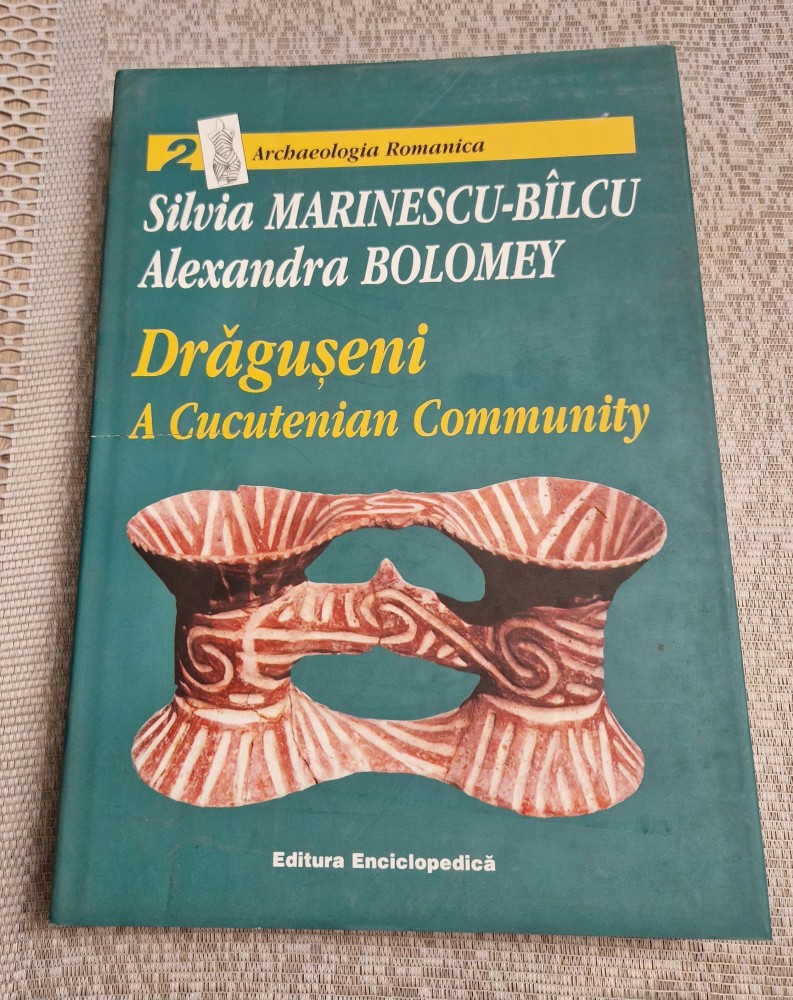 2 Archaeologia Romanica
Silvia MARINESCU-BÎLCU
Alexandra BOLOMEY
Drăgușeni
A Cucutenian Community
Editura Enciclopedică